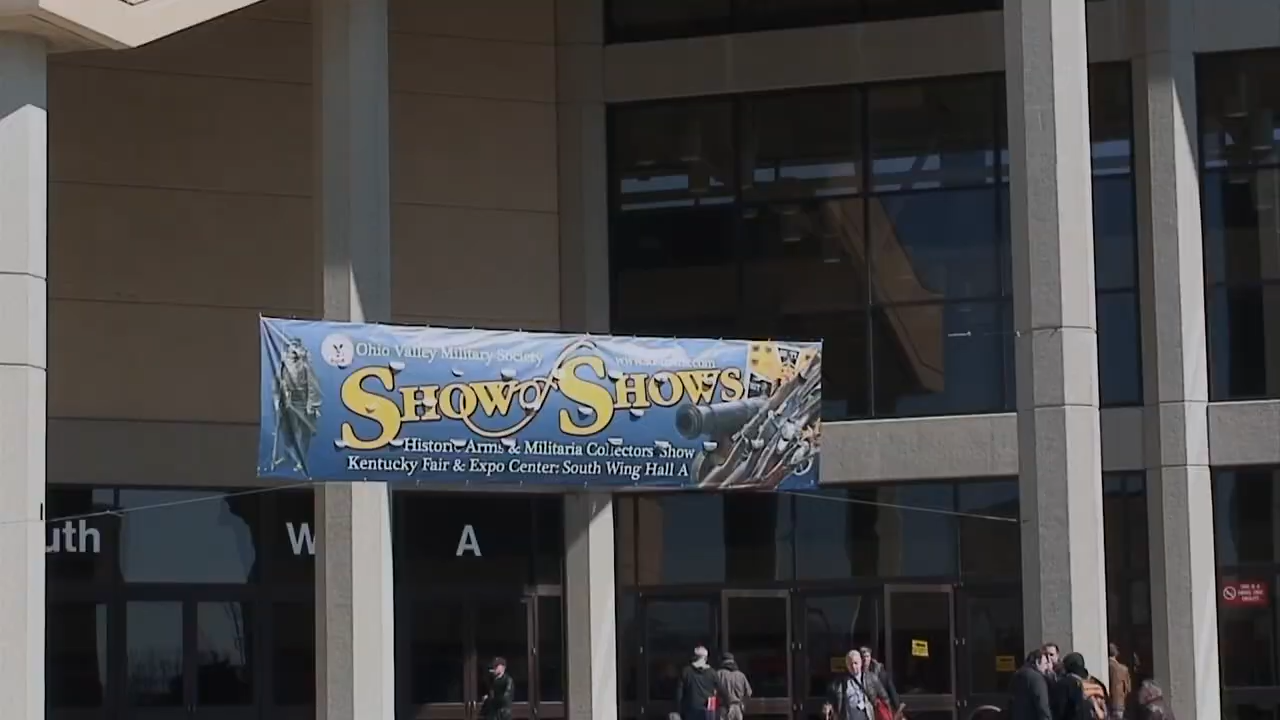 Ohio Valley Military Society
SHOW of SHOWS
Historic Arms & Militaria Collectors' Show
Kentucky Fair & Expo Center: South Wing Hall A
uth
W
A